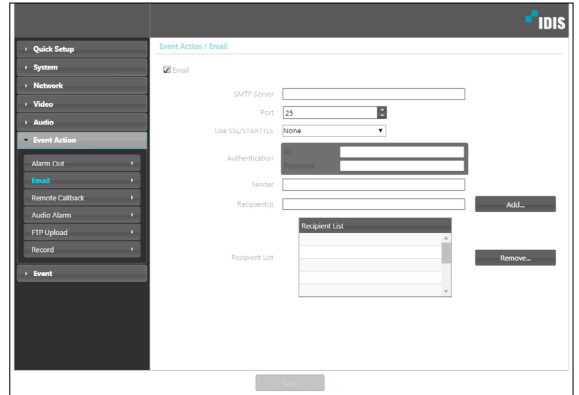 IDIS
Quick Setup
System
Network
Video
Audio
Event Action
Alarm Out
Email
Remote Callback
Audio Alarm
FTP Upload
Record
Event
Event Action / Email
Email
SMTP Server
Port 25
Use SSL/STARTTLS None
Authentication
ID
Password
Sender
Recipient(s) Add...
Recipient List
Recipient List Remove...
Save